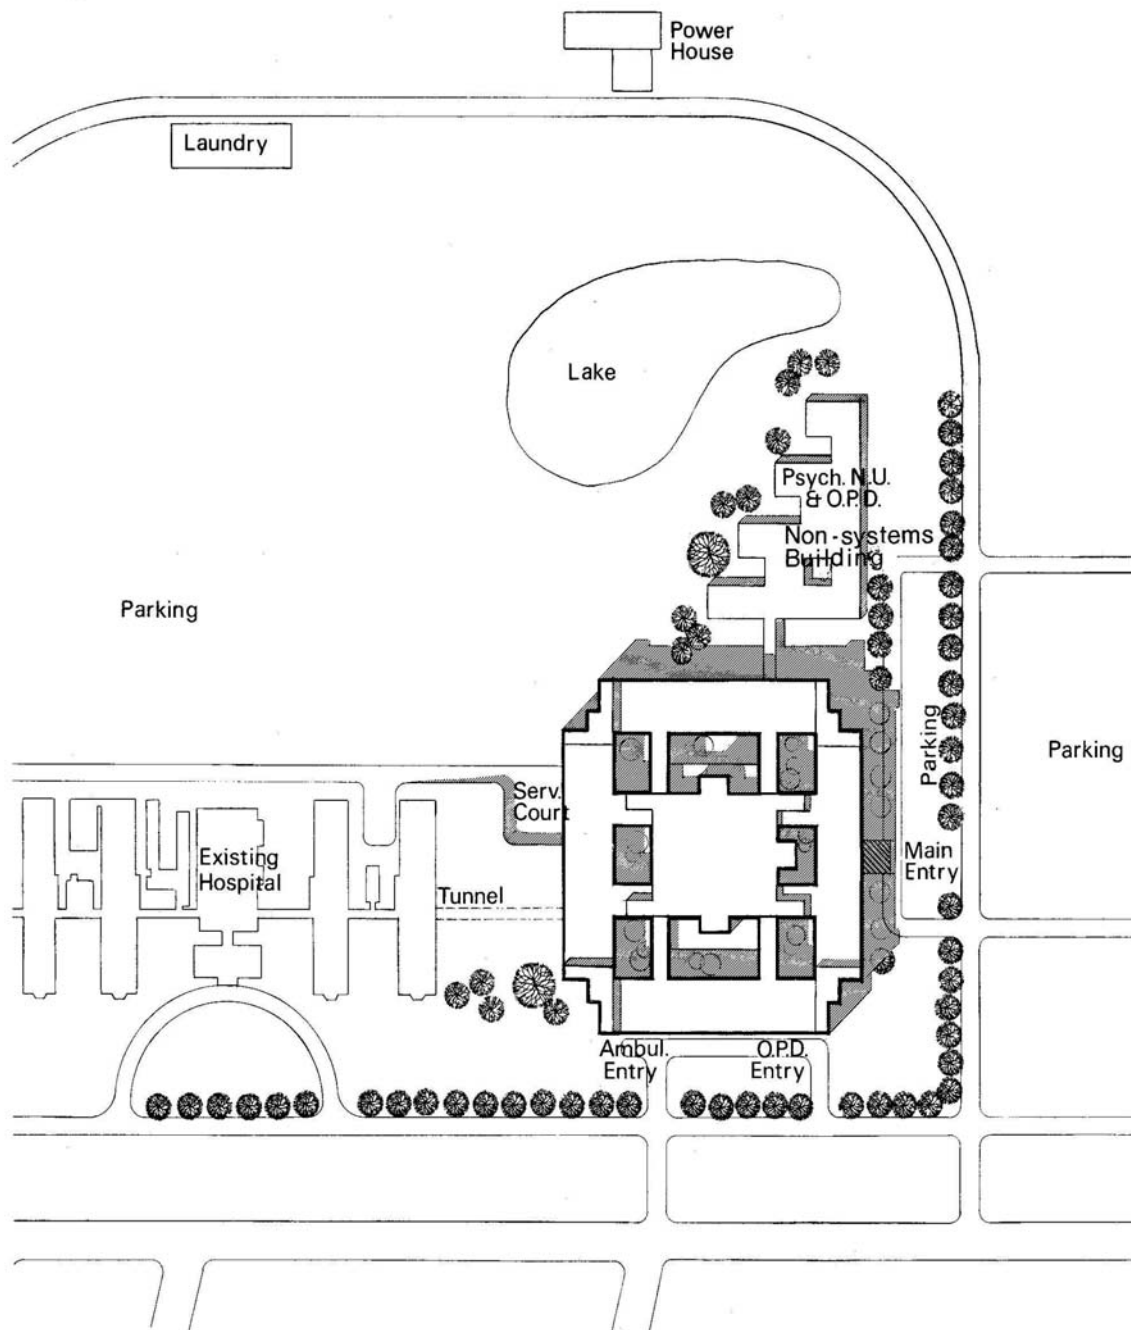 Power
House
Laundry
Lake
Psych. N.U.
& O.P.D.
Non-systems
Building
Parking
Parking
Parking
Serv.
Court
Existing
Hospital
Main
Entry
Tunnel
Ambul.
Entry
O.P.D.
Entry